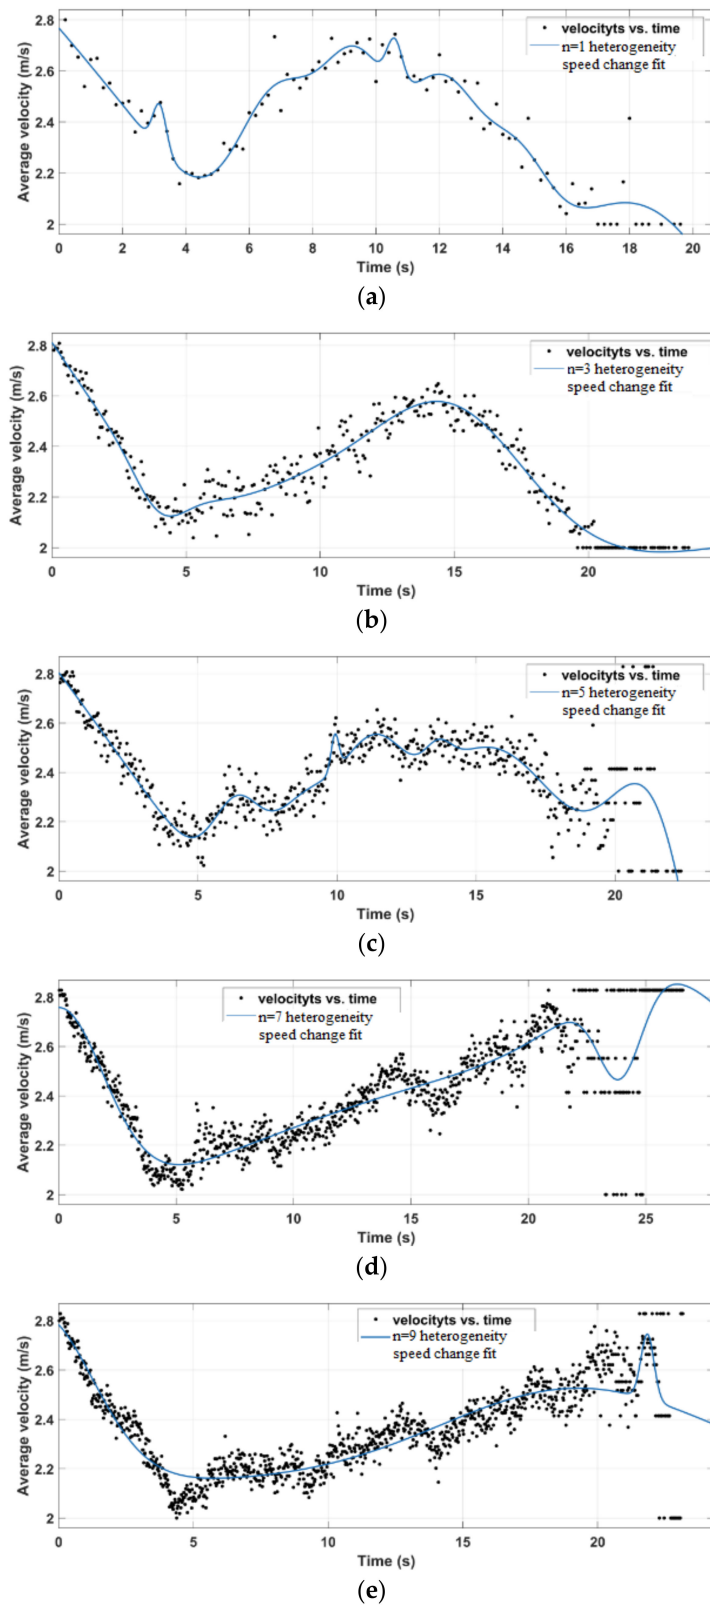 velocityts vs. time
n=1 heterogeneity
speed change fit
Average velocity (m/s)
2.8
2.6
2.4
2.2
2
0 2 4 6 8 10 12 14 16 18 20
Time (s)
(a)
velocityts vs. time
n=3 heterogeneity
speed change fit
Average velocity (m/s)
2.8
2.6
2.4
2.2
2
0 5 10 15 20
Time (s)
(b)
velocityts vs. time
n=5 heterogeneity
speed change fit
Average velocity (m/s)
2.8
2.6
2.4
2.2
2
0 5 10 15 20
Time (s)
(c)
velocityts vs. time
n=7 heterogeneity
speed change fit
Average velocity (m/s)
2.8
2.6
2.4
2.2
2
0 5 10 15 20 25
Time (s)
(d)
velocityts vs. time
n=9 heterogeneity
speed change fit
Average velocity (m/s)
2.8
2.6
2.4
2.2
2
0 5 10 15 20
Time (s)
(e)